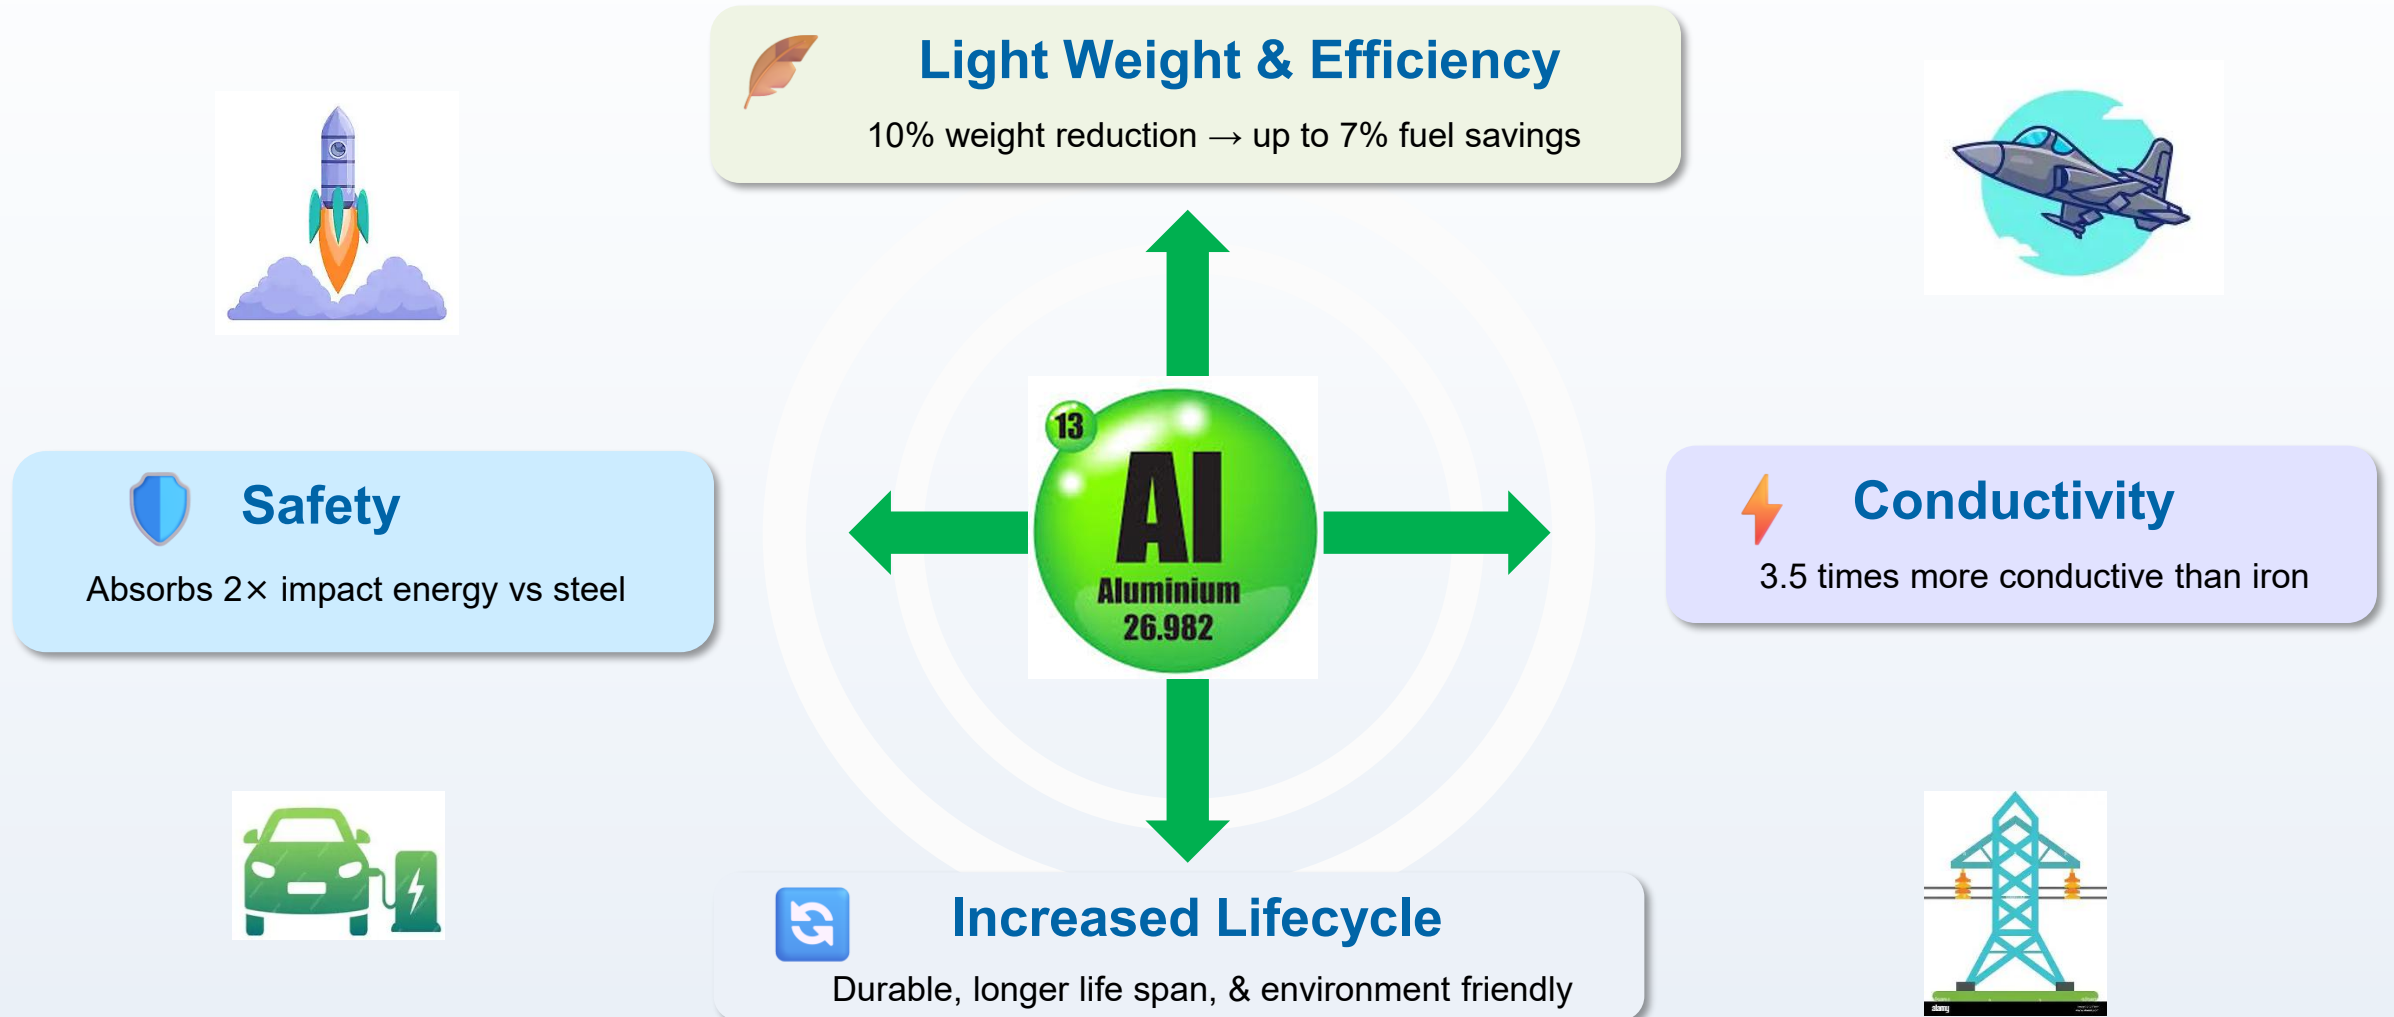 Light Weight & Efficiency
10% weight reduction → up to 7% fuel savings
13
Al
Aluminium
26.982
Safety
Absorbs 2× impact energy vs steel
Conductivity
3.5 times more conductive than iron
Increased Lifecycle
Durable, longer life span, & environment friendly
alamy